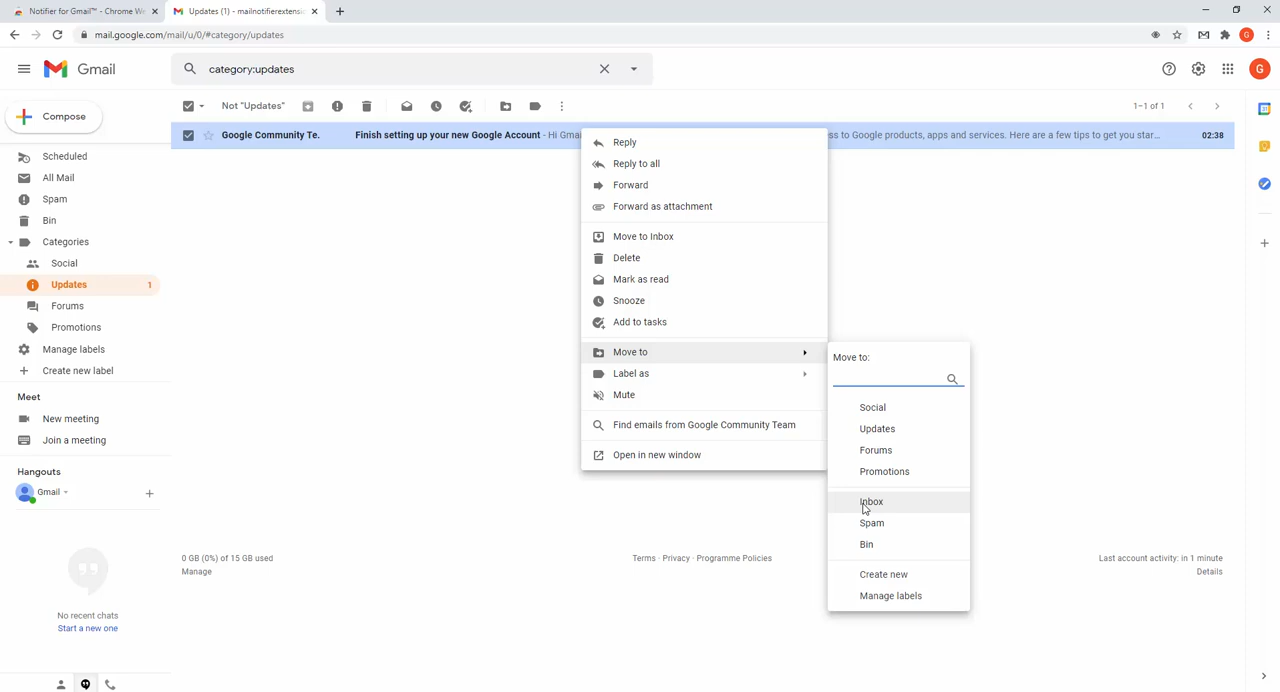 Notifier for Gmail™ - Chrome We
Updates (1) - mailnotifierextensio
mail.google.com/mail/u/0/#category/updates
G
Gmail
category:updates
G
Compose
Not "Updates"
1–1 of 1
Google Community Te.
Finish setting up your new Google Account - Hi Gmai
ss to Google products, apps and services. Here are a few tips to get you star...
02:38
Scheduled
All Mail
Spam
Bin
Categories
Social
Updates 1
Forums
Promotions
Manage labels
Create new label
Meet
New meeting
Join a meeting
Hangouts
Gmail
No recent chats
Start a new one
Reply
Reply to all
Forward
Forward as attachment
Move to Inbox
Delete
Mark as read
Snooze
Add to tasks
Move to
Label as
Mute
Find emails from Google Community Team
Open in new window
Move to:
Social
Updates
Forums
Promotions
Inbox
Spam
Bin
Create new
Manage labels
0 GB (0%) of 15 GB used
Manage
Terms · Privacy · Programme Policies
Last account activity: in 1 minute
Details